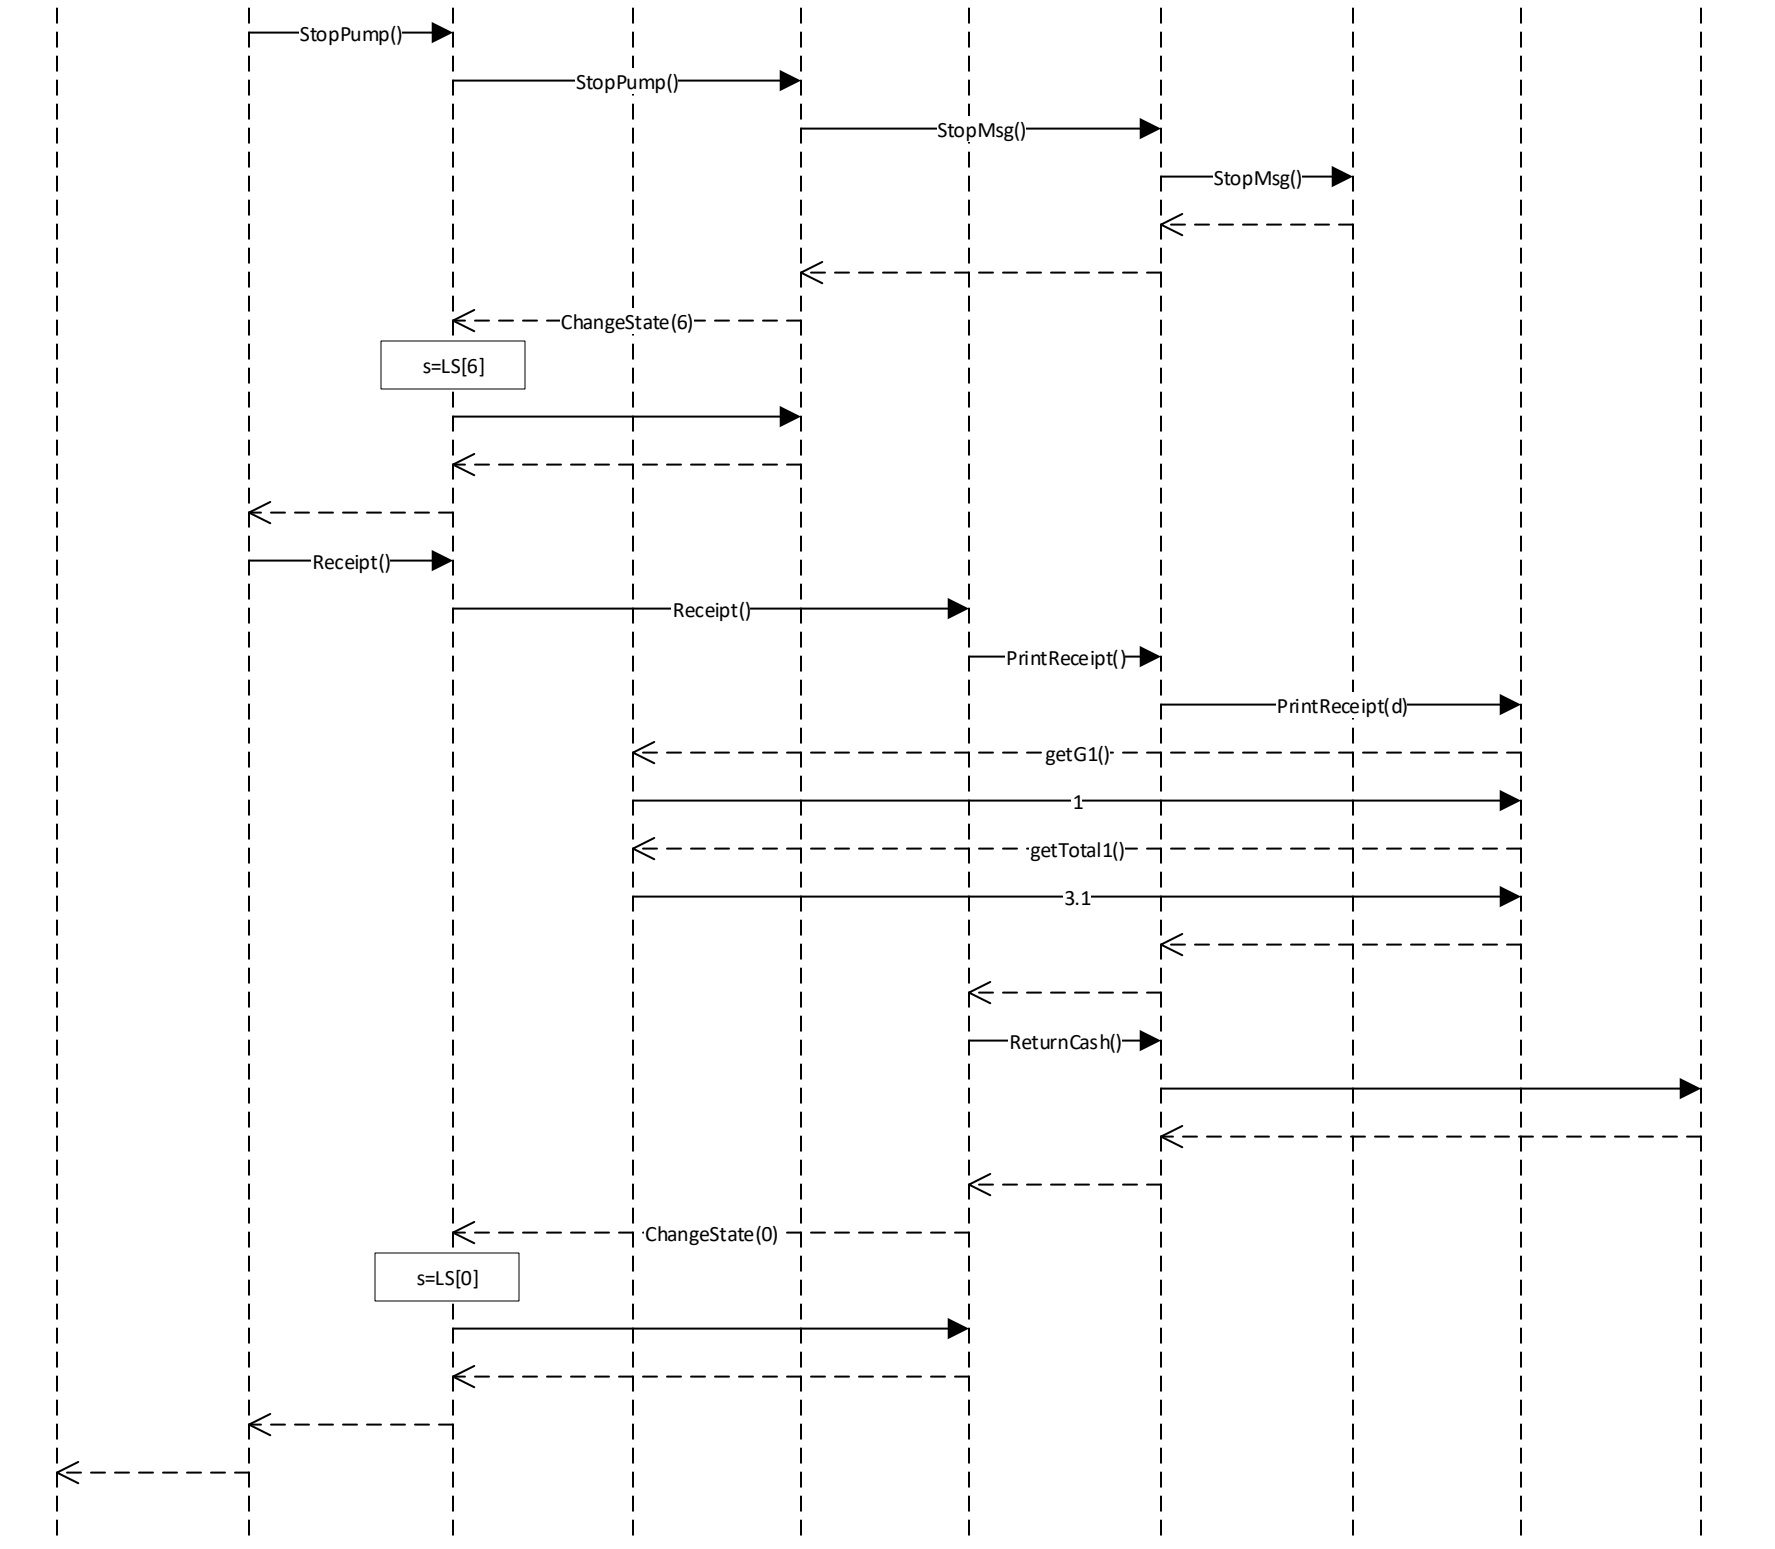 StopPump()
StopPump()
StopMsg()
StopMsg()
ChangeState(6)
s=LS[6]
Receipt()
Receipt()
PrintReceipt()
PrintReceipt(d)
getG1()
1
getTotal1()
3.1
ReturnCash()
ChangeState(0)
s=LS[0]